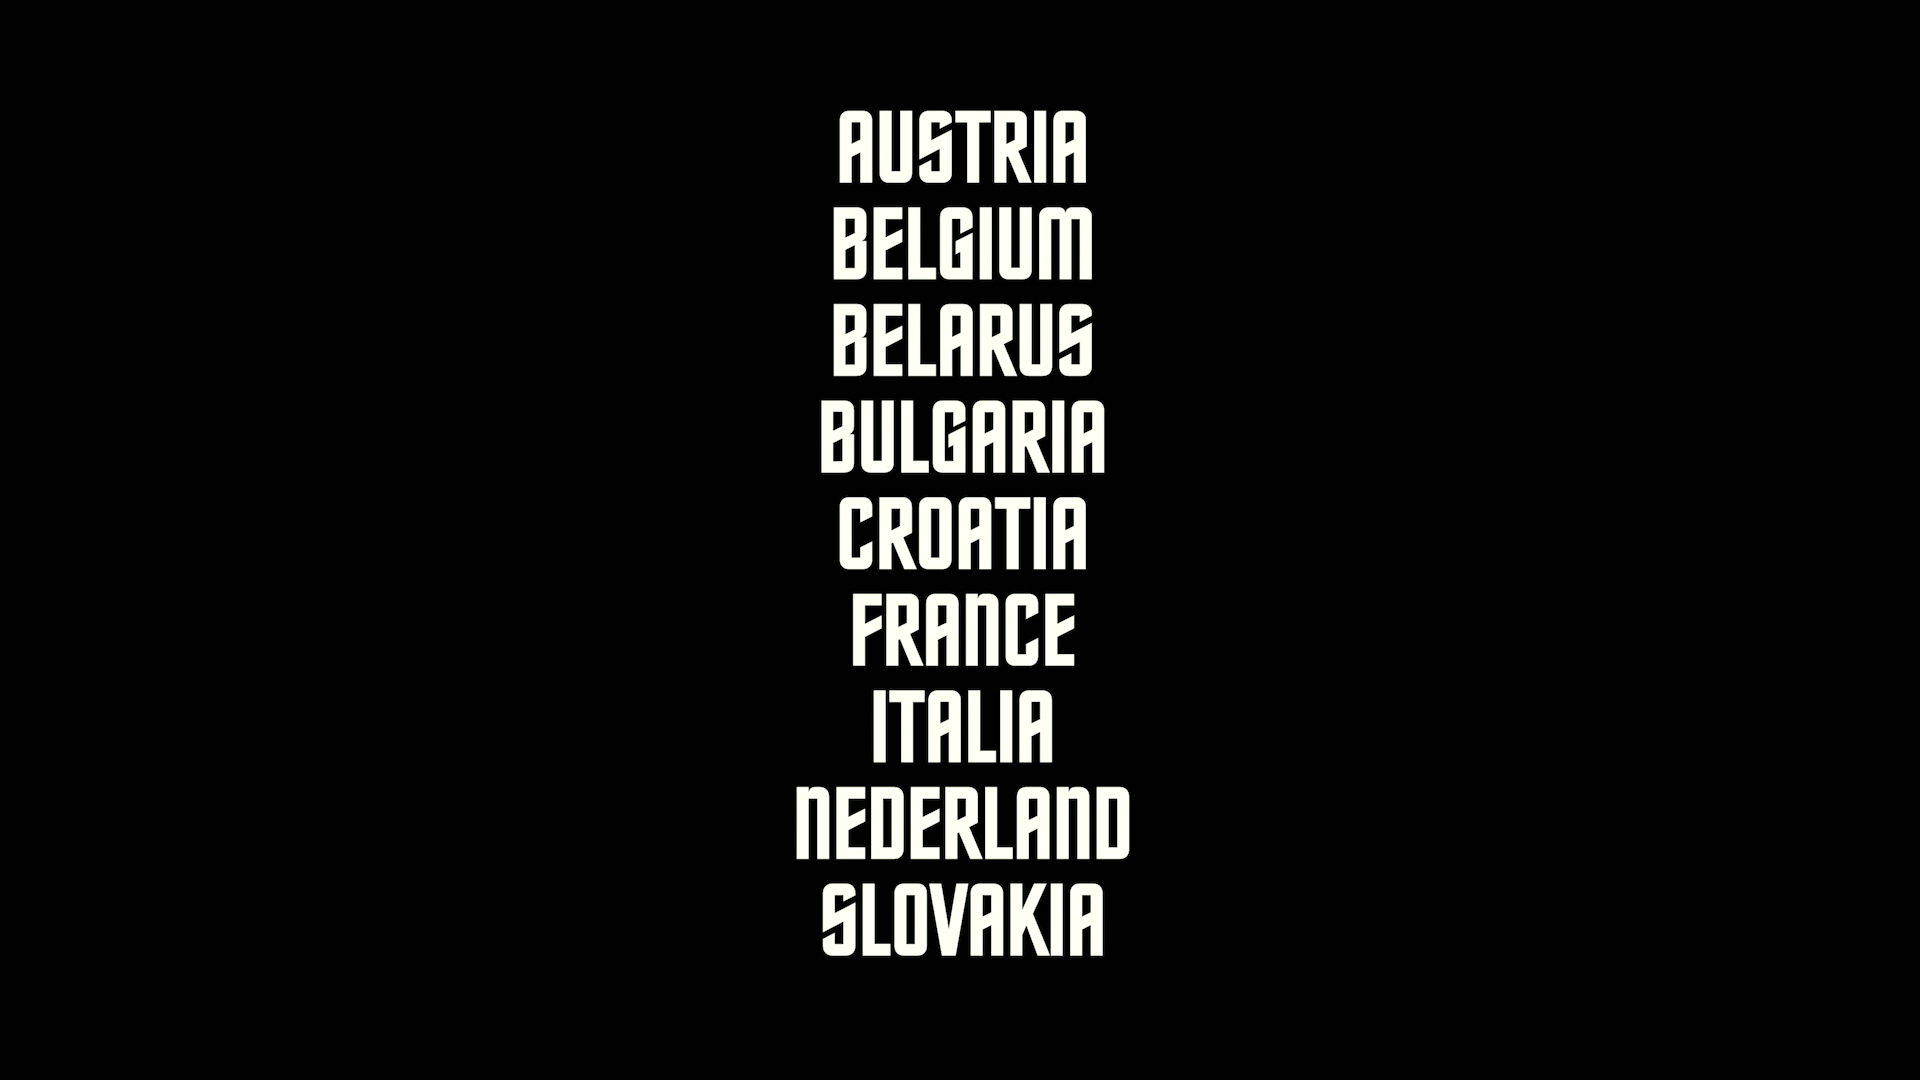 AUSTRIA
BELGIUM
BELARUS
BULGARIA
CROATIA
FRANCE
ITALIA
NEDERLAND
SLOVAKIA